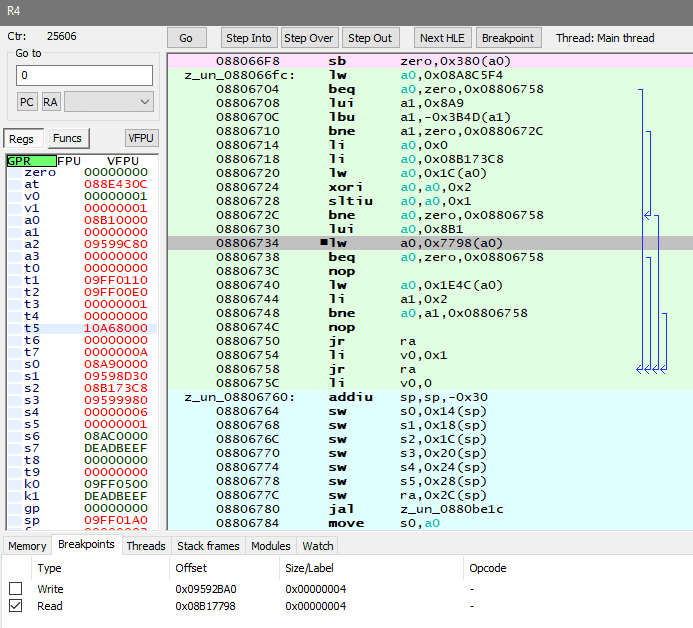 R4
Ctr: 25606
Go Step Into Step Over Step Out Next HLE Breakpoint Thread: Main thread
Go to
0
PC RA
Regs Funcs VFPU
GPR FPU VFPU
zero 00000000
at 088E430C
v0 00000001
v1 00000001
a0 08B10000
a1 00000000
a2 09599C80
a3 00000000
t0 00000000
t1 09FF0110
t2 09FF00E0
t3 00000001
t4 00000000
t5 10A68000
t6 00000000
t7 0000000A
s0 08A90000
s1 09598D30
s2 08B173C8
s3 09599980
s4 00000006
s5 00000001
s6 08AC0000
s7 DEADBEEF
t8 00000000
t9 00000000
k0 09FF0500
k1 DEADBEEF
gp 00000000
sp 09FF01A0
088066F8 sb zero,0x380(a0)
z_un_088066fc: lw a0,0x08A8C5F4
08806704 beq a0,zero,0x08806758
08806708 lui a1,0x8A9
0880670C lbu a1,-0x3B4D(a1)
08806710 bne a1,zero,0x0880672C
08806714 li a0,0x0
08806718 li a0,0x08B173C8
08806720 lw a0,0x1C(a0)
08806724 xori a0,a0,0x2
08806728 sltiu a0,a0,0x1
0880672C bne a0,zero,0x08806758
08806730 lui a0,0x8B1
08806734 ■lw a0,0x7798(a0)
08806738 beq a0,zero,0x08806758
0880673C nop
08806740 lw a0,0x1E4C(a0)
08806744 li a1,0x2
08806748 bne a0,a1,0x08806758
0880674C nop
08806750 jr ra
08806754 li v0,0x1
08806758 jr ra
0880675C li v0,0
z_un_08806760: addiu sp,sp,-0x30
08806764 sw s0,0x14(sp)
08806768 sw s1,0x18(sp)
0880676C sw s2,0x1C(sp)
08806770 sw s3,0x20(sp)
08806774 sw s4,0x24(sp)
08806778 sw s5,0x28(sp)
0880677C sw ra,0x2C(sp)
08806780 jal z_un_0880be1c
08806784 move s0,a0
Memory Breakpoints Threads Stack frames Modules Watch
Type Offset Size/Label Opcode
Write 0x09592BA0 0x00000004 -
Read 0x08B17798 0x00000004 -